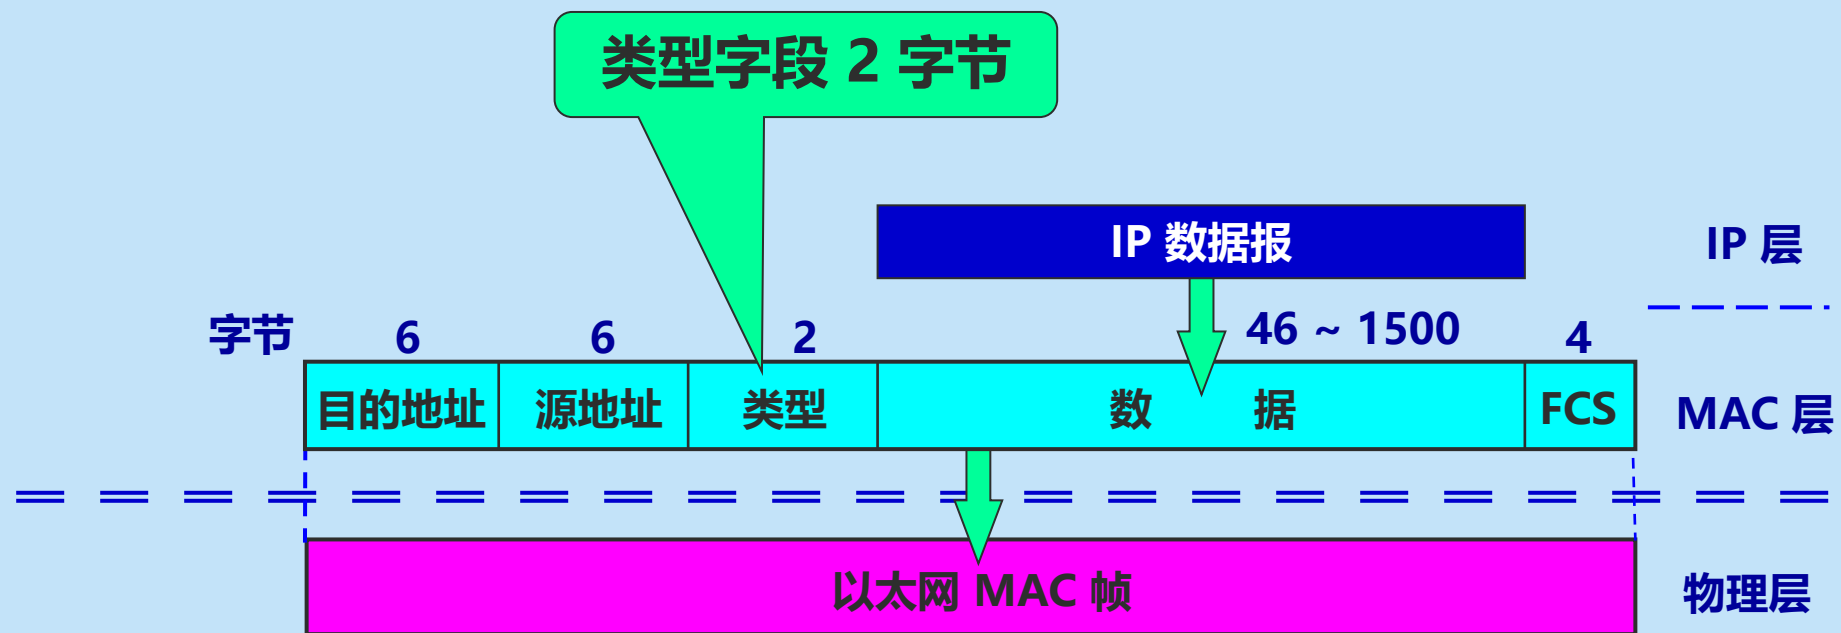 类型字段 2 字节
IP 数据报
IP 层
字节
6
6
2
46 ~ 1500
4
目的地址
源地址
类型
数 据
FCS
MAC 层
以太网 MAC 帧
物理层